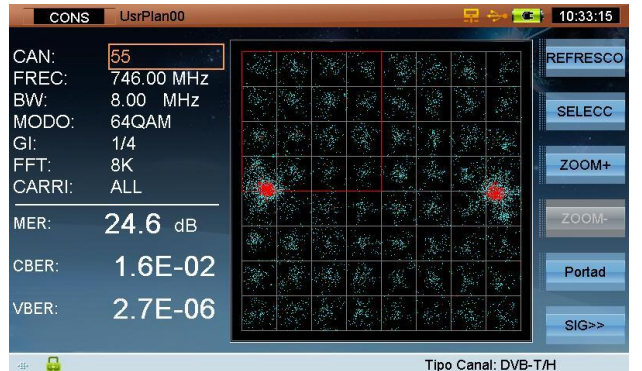 CONS UsrPlan00 10:33:15
CAN: 55
FREC: 746.00 MHz
BW: 8.00 MHz
MODO: 64QAM
GI: 1/4
FFT: 8K
CARRI: ALL
MER: 24.6 dB
CBER: 1.6E-02
VBER: 2.7E-06
REFRESCO
SELECC
ZOOM+
ZOOM-
Portad
SIG>>
Tipo Canal: DVB-T/H